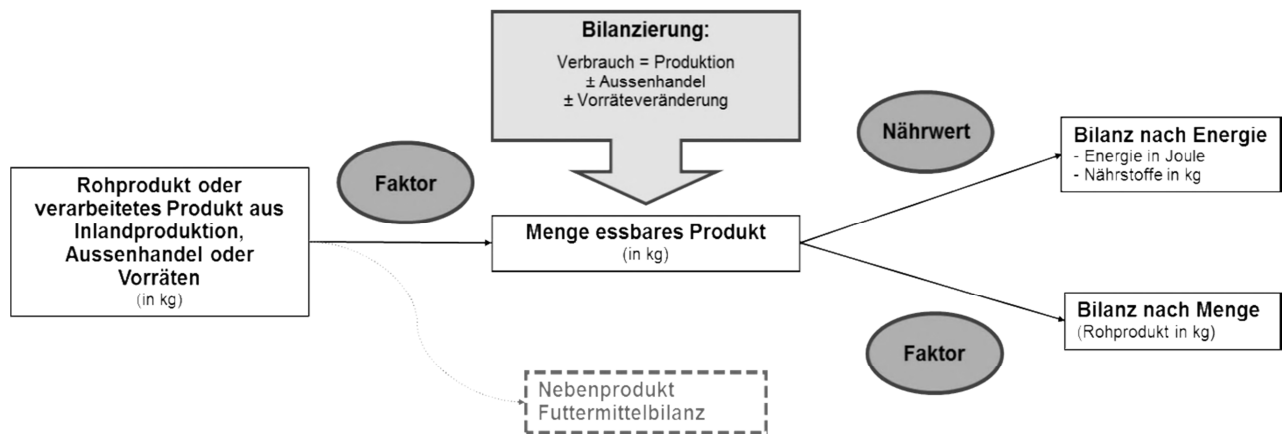 Bilanzierung:
Verbrauch = Produktion
± Aussenhandel
± Vorräteveränderung
Nährwert
Bilanz nach Energie
- Energie in Joule
- Nährstoffe in kg
Faktor
Rohprodukt oder
verarbeitetes Produkt aus
Inlandproduktion,
Aussenhandel oder
Vorräten
(in kg)
Menge essbares Produkt
(in kg)
Bilanz nach Menge
(Rohprodukt in kg)
Faktor
Nebenprodukt
Futtermittelbilanz